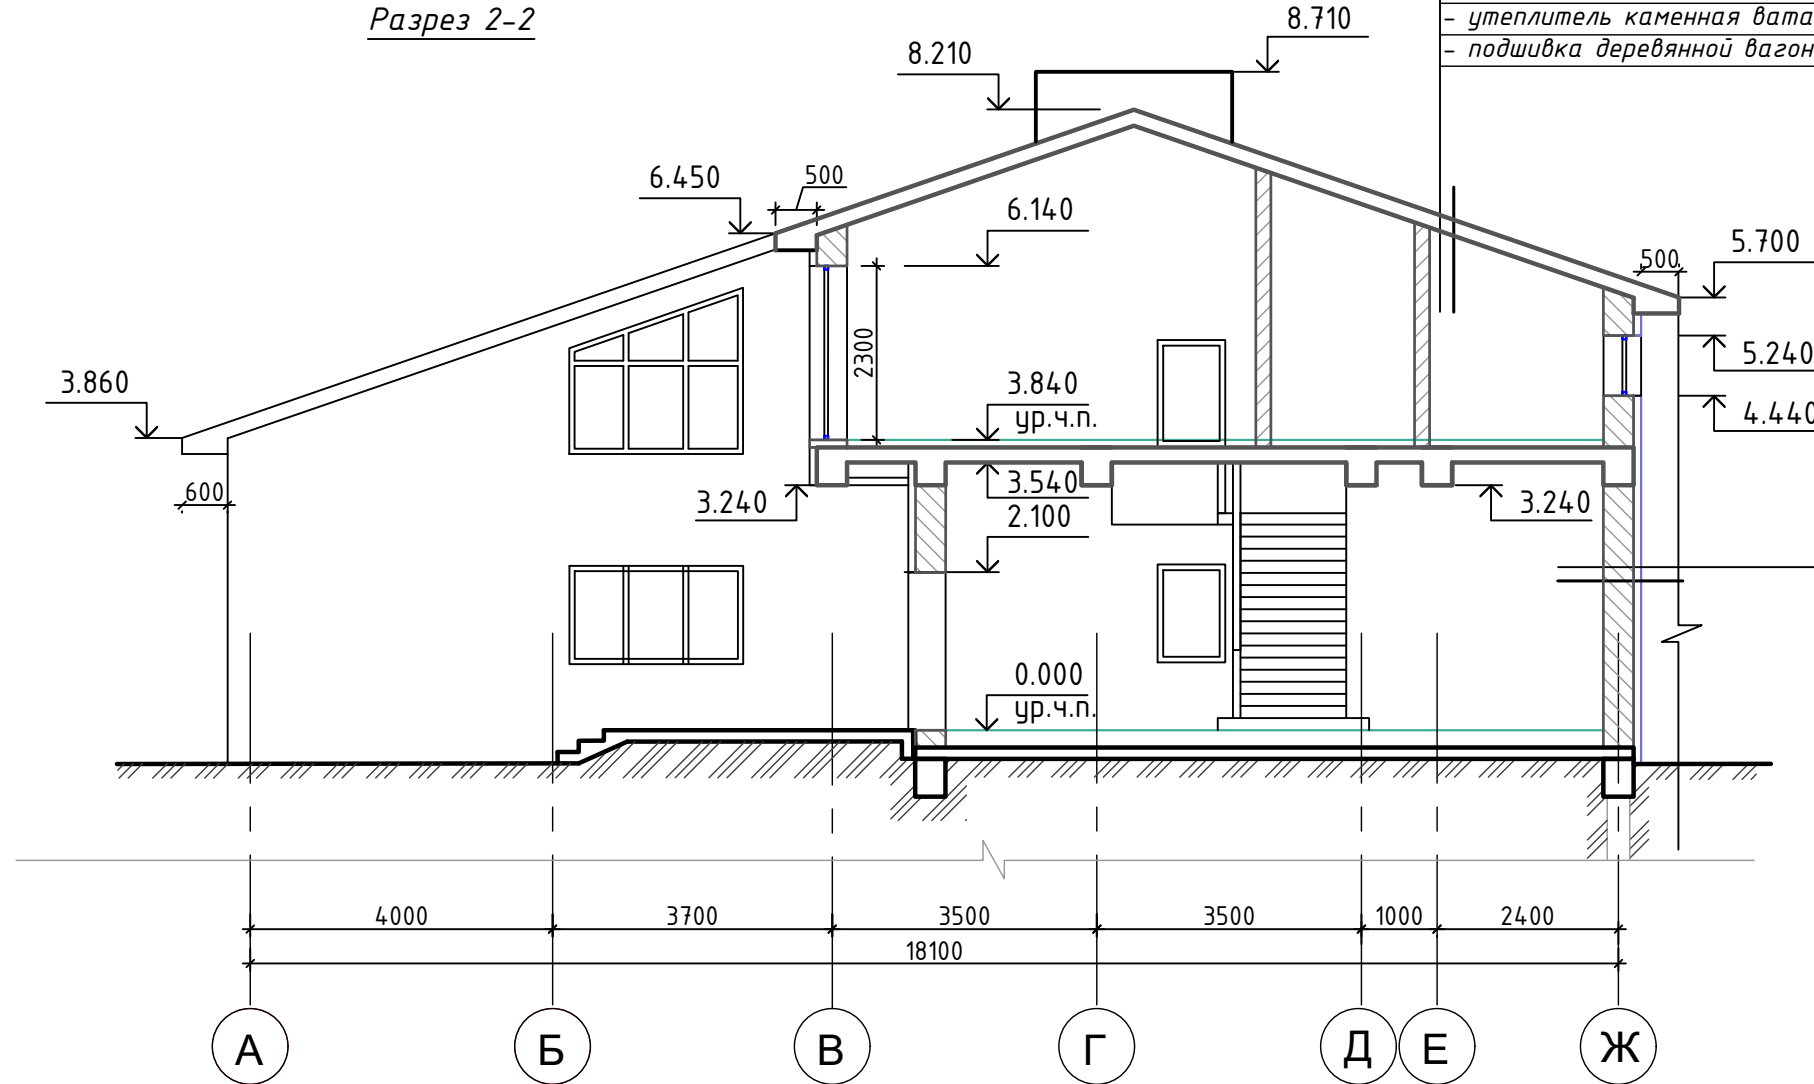 Разрез 2-2
- утеплитель каменная вата
- подшивка деревянной вагон
8.710
8.210
6.450
500
6.140
5.700
500
2300
5.240
3.860
3.840
ур.ч.п.
4.440
600
3.240
3.540
3.240
2.100
0.000
ур.ч.п.
4000
3700
3500
3500
1000
2400
18100
А
Б
В
Г
Д
Е
Ж